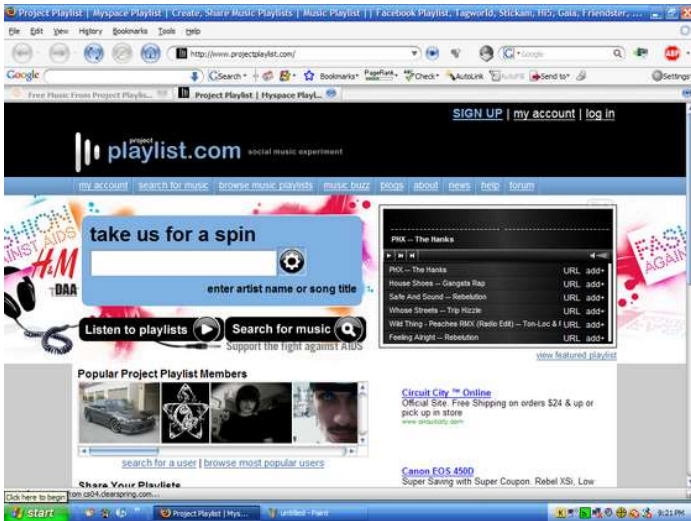 Project Playlist | Myspace Playlist | Create, Share Music Playlists | Music Playlist | | Facebook Playlist, Tagworld, Stickam, Hi5, Gaia, Friendster, ...
File Edit View History Bookmarks Tools Help
http://www.projectplaylist.com/
Google
Google Search Bookmarks PageRank Check AutoLink AutoFill Send to Settings
Free Music From Project Playlis... Project Playlist | Myspace Playl...
SIGN UP | my account | log in
project
playlist.com social music experiment
my account search for music browse music playlists music buzz blogs about news help forum
FASHION AGAINST AIDS
H&M
take us for a spin
enter artist name or song title
Listen to playlists Search for music
Support the fight against AIDS
PHX -- The Hanks
PHX -- The Hanks URL add+
House Shoes -- Gangsta Rap URL add+
Safe And Sound -- Rebelution URL add+
Whose Streets -- Trip Hizzle URL add+
Wild Thing - Peaches RMX (Radio Edit) -- Ton-Loc & P URL add+
Feeling Alright -- Rebelution URL add+
view featured playlist
Popular Project Playlist Members
search for a user | browse most popular users
Share Your Playlists
Circuit City ™ Online
Official Site. Free Shipping on orders $24 & up or
pick up in store
www.circuitcity.com
Canon EOS 450D
Super Saving with Super Coupon. Rebel XSi, Low
Click here to begin from cs04.clearspring.com...
start Project Playlist | Mys... untitled - Paint 9:21 PM